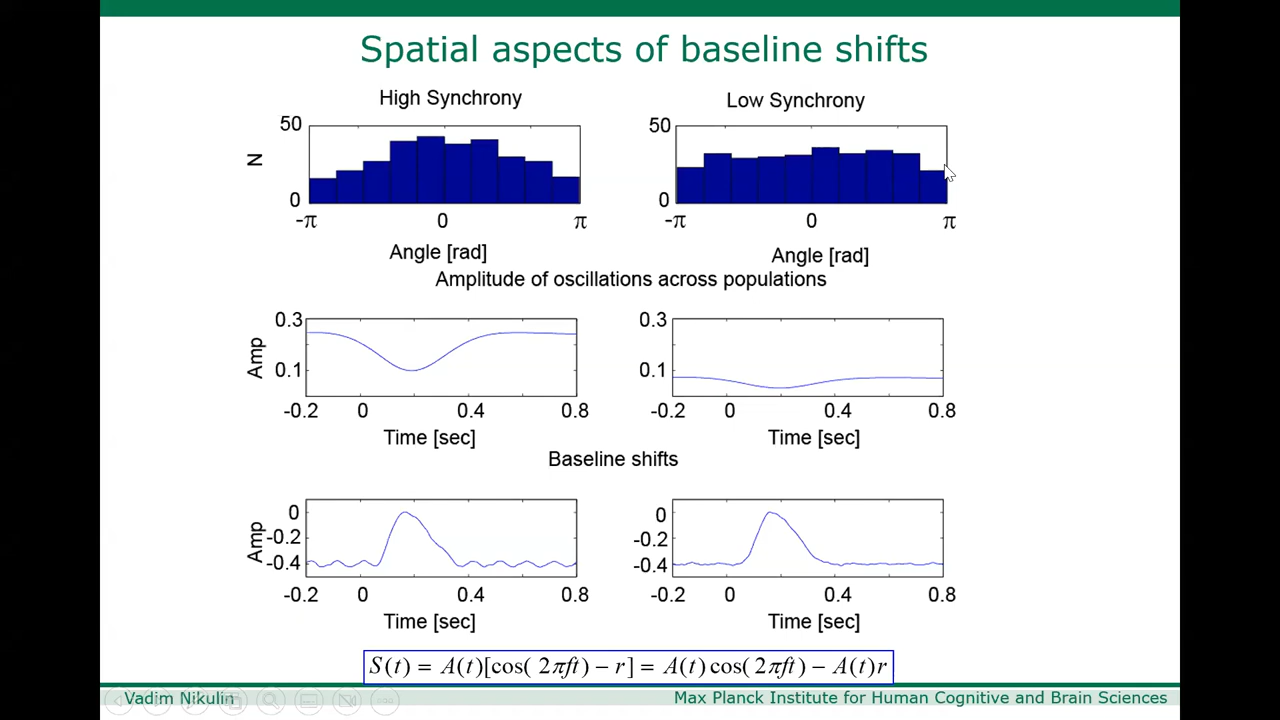 Spatial aspects of baseline shifts
High Synchrony
Low Synchrony
50
N
0
-π
0
π
Angle [rad]
50
0
-π
0
π
Angle [rad]
Amplitude of oscillations across populations
0.3
Amp
0.1
-0.2
0
0.4
0.8
Time [sec]
0.3
0.1
-0.2
0
0.4
0.8
Time [sec]
Baseline shifts
0
Amp
-0.2
-0.4
-0.2
0
0.4
0.8
Time [sec]
0
-0.2
-0.4
-0.2
0
0.4
0.8
Time [sec]
S(t) = A(t)[cos( 2πft) − r] = A(t)cos( 2πft) − A(t)r
Vadim Nikulin
Max Planck Institute for Human Cognitive and Brain Sciences